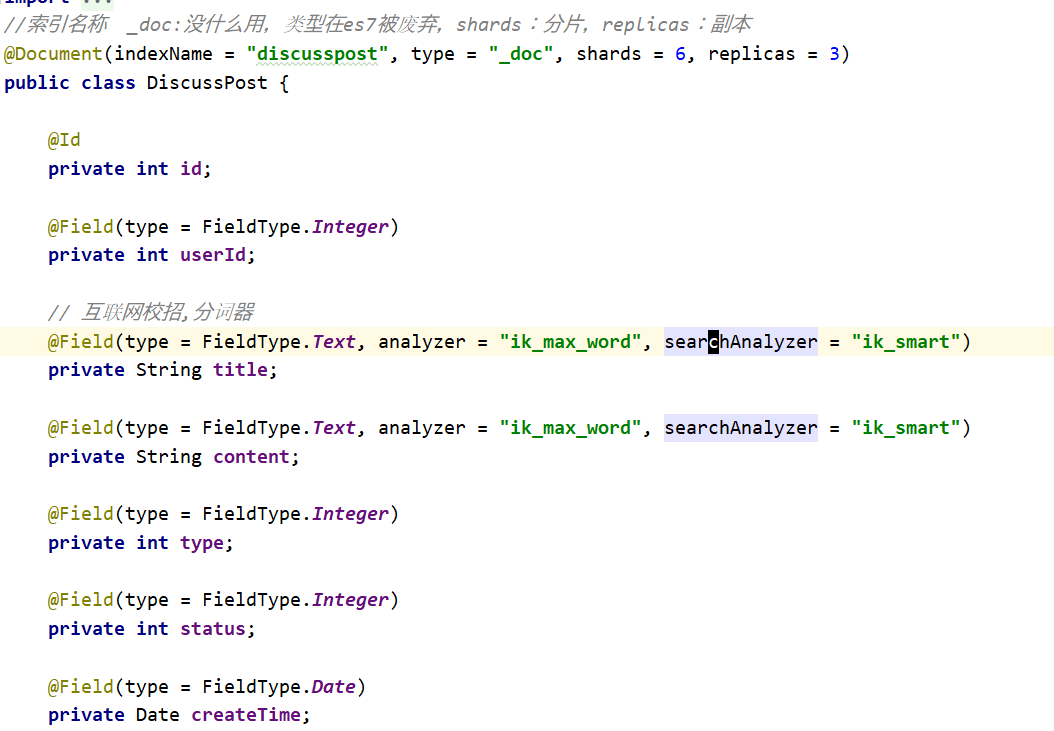 import ...
//索引名称  _doc:没什么用，类型在es7被废弃，shards：分片，replicas：副本
@Document(indexName = "discusspost", type = "_doc", shards = 6, replicas = 3)
public class DiscussPost {
@Id
private int id;
@Field(type = FieldType.Integer)
private int userId;
// 互联网校招,分词器
@Field(type = FieldType.Text, analyzer = "ik_max_word", searchAnalyzer = "ik_smart")
private String title;
@Field(type = FieldType.Text, analyzer = "ik_max_word", searchAnalyzer = "ik_smart")
private String content;
@Field(type = FieldType.Integer)
private int type;
@Field(type = FieldType.Integer)
private int status;
@Field(type = FieldType.Date)
private Date createTime;